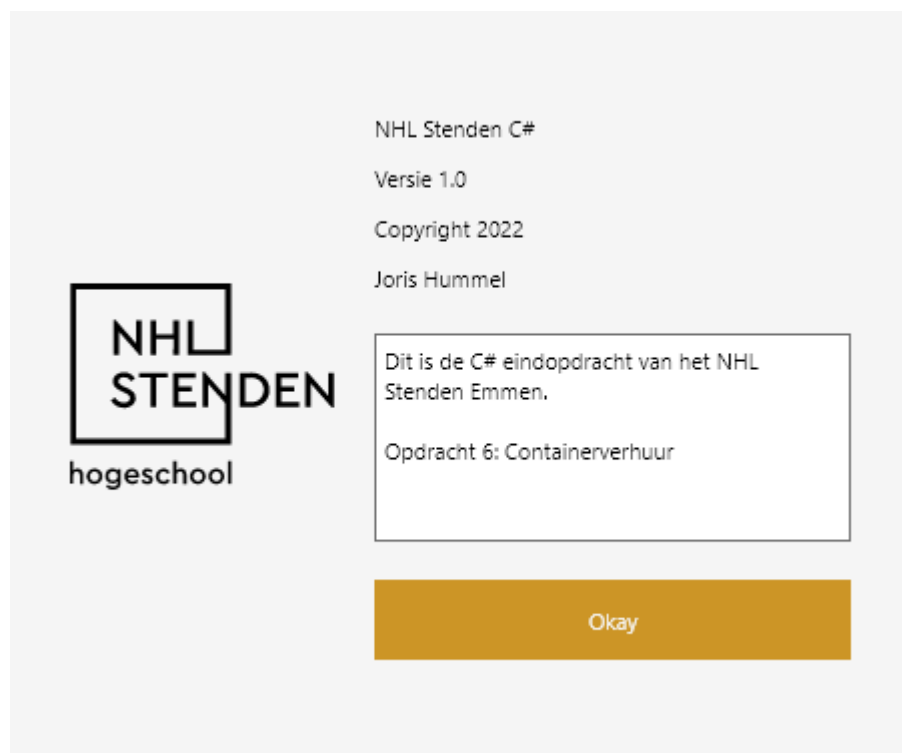 NHL Stenden C#
Versie 1.0
Copyright 2022
Joris Hummel
NHL
STENDEN
hogeschool
Dit is de C# eindopdracht van het NHL
Stenden Emmen.
Opdracht 6: Containerverhuur
Okay